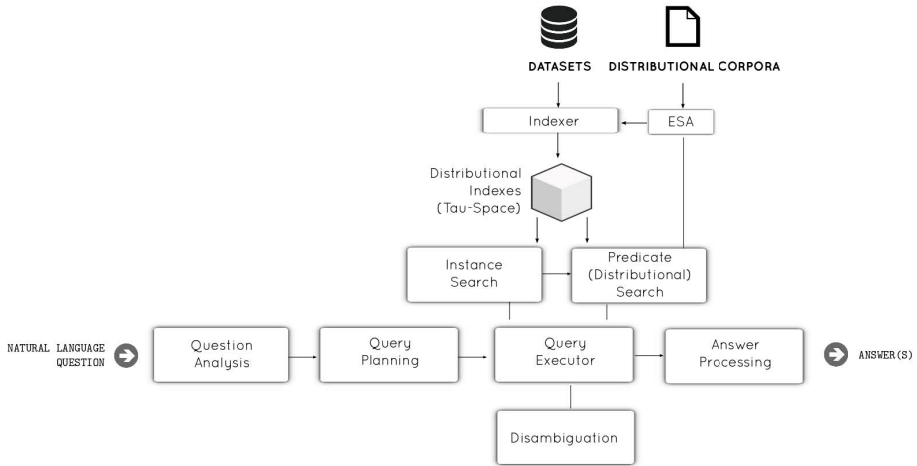 DATASETS
DISTRIBUTIONAL CORPORA
Indexer
ESA
Distributional
Indexes
(Tau-Space)
Instance
Search
Predicate
(Distributional)
Search
NATURAL LANGUAGE
QUESTION
Question
Analysis
Query
Planning
Query
Executor
Answer
Processing
ANSWER(S)
Disambiguation